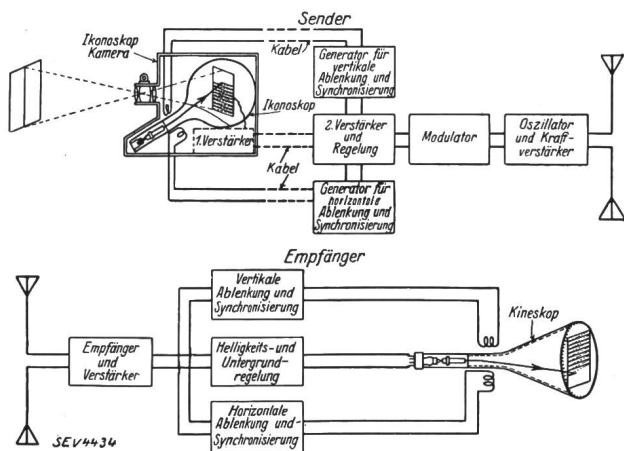 Sender
Ikonoskop
Kamera
Kabel
Generator für
vertikale
Ablenkung und
Synchronisierung
Ikonoskop
1. Verstärker
2. Verstärker
und
Regelung
Modulator
Oszillator
und Kraft-
verstärker
Kabel
Generator für
horizontale
Ablenkung und
Synchronisierung
Empfänger
Vertikale
Ablenkung und
Synchronisierung
Kineskop
Empfänger
und
Verstärker
Helligkeits- und
Untergrund-
regelung
Horizontale
Ablenkung und-
Synchronisierung
SEV4434